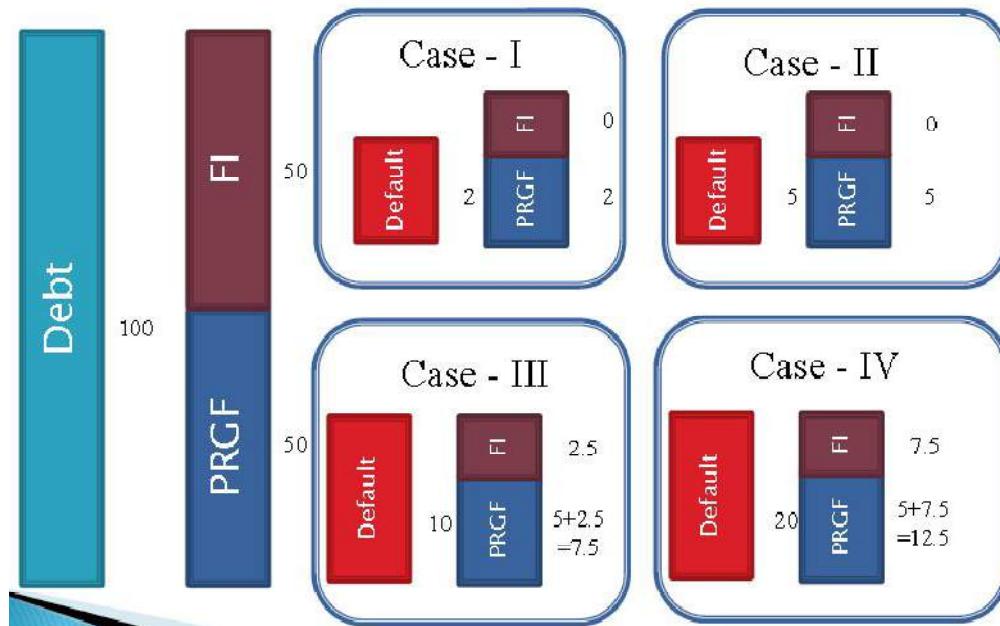 Debt
100
FI
50
PRGF
50
Case - I
Default
2
FI
0
PRGF
2
Case - II
Default
5
FI
0
PRGF
5
Case - III
Default
10
FI
2.5
PRGF
5+2.5
=7.5
Case - IV
Default
20
FI
7.5
PRGF
5+7.5
=12.5